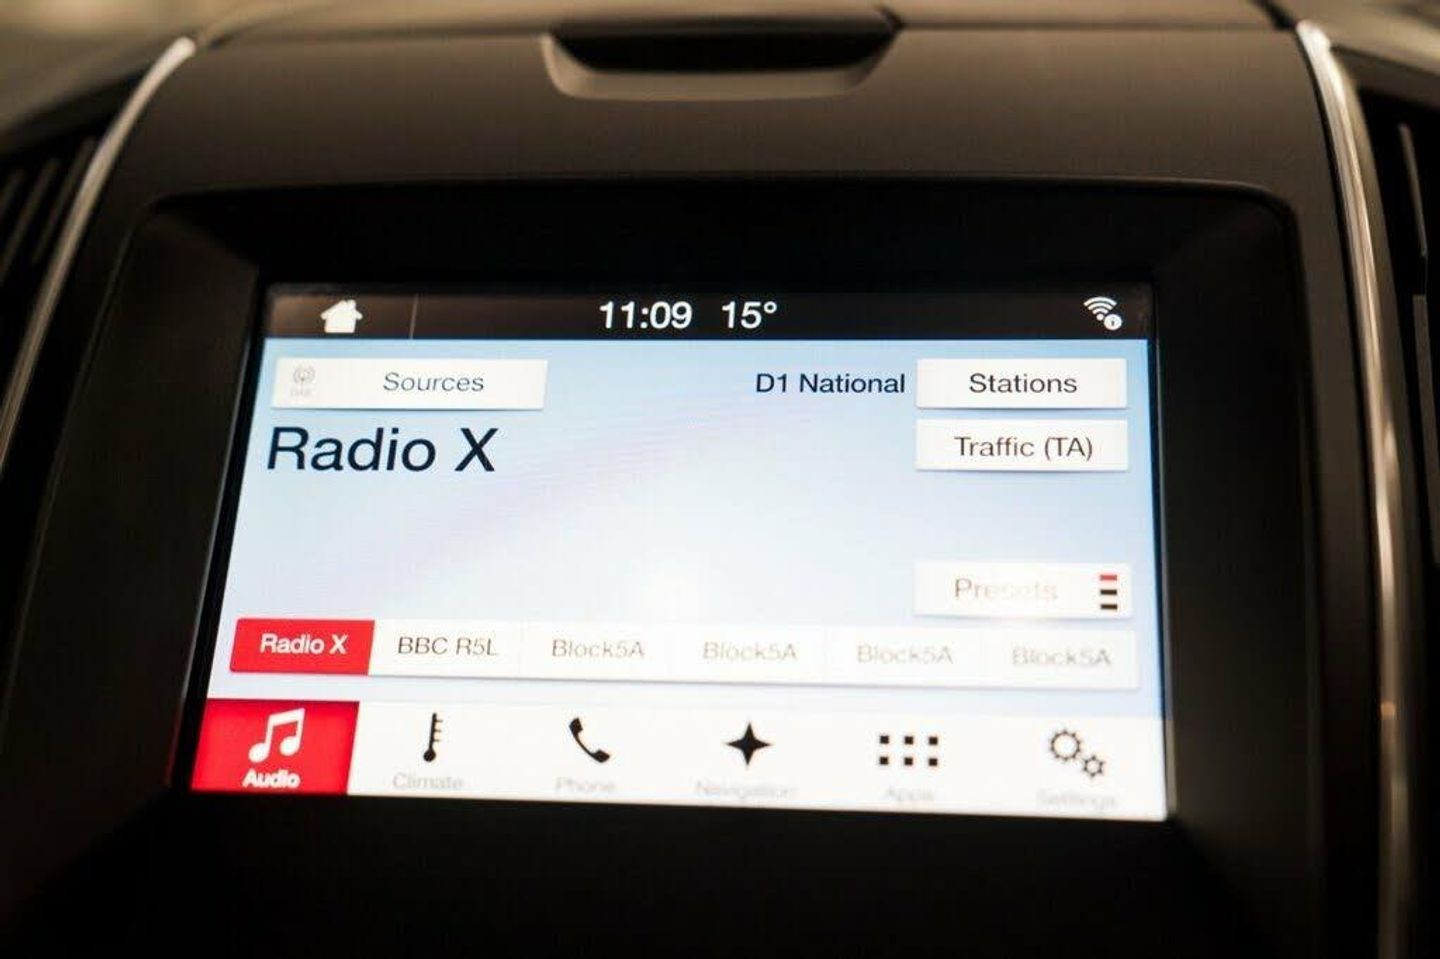 11:09 15°
Sources
D1 National
Stations
Radio X
Traffic (TA)
Presets
Radio X
BBC R5L
Block5A
Block5A
Block5A
Block5A
Audio
Climate
Phone
Navigation
Apps
Settings